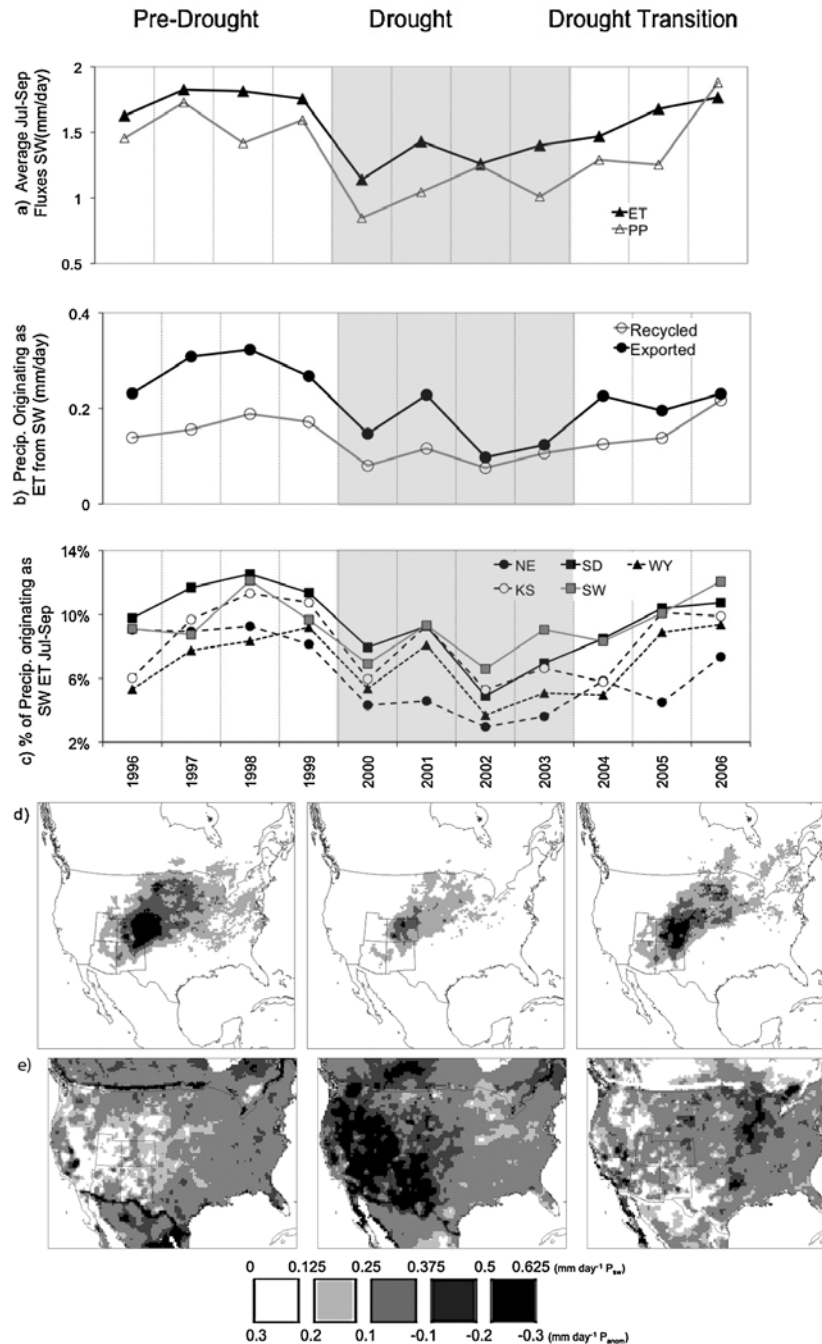 Pre-Drought Drought Drought Transition
a) Average Jul-Sep
Fluxes SW(mm/day)
2
1.5
1
0.5
ET
PP
b) Precip. Originating as
ET from SW (mm/day)
0.4
0.2
0
Recycled
Exported
c) % of Precip. originating as
SW ET Jul-Sep
14%
10%
6%
2%
NE SD WY
KS SW
1996 1997 1998 1999 2000 2001 2002 2003 2004 2005 2006
d)
e)
0 0.125 0.25 0.375 0.5 0.625 (mm day⁻¹ Psw)
0.3 0.2 0.1 -0.1 -0.2 -0.3 (mm day⁻¹ Panom)